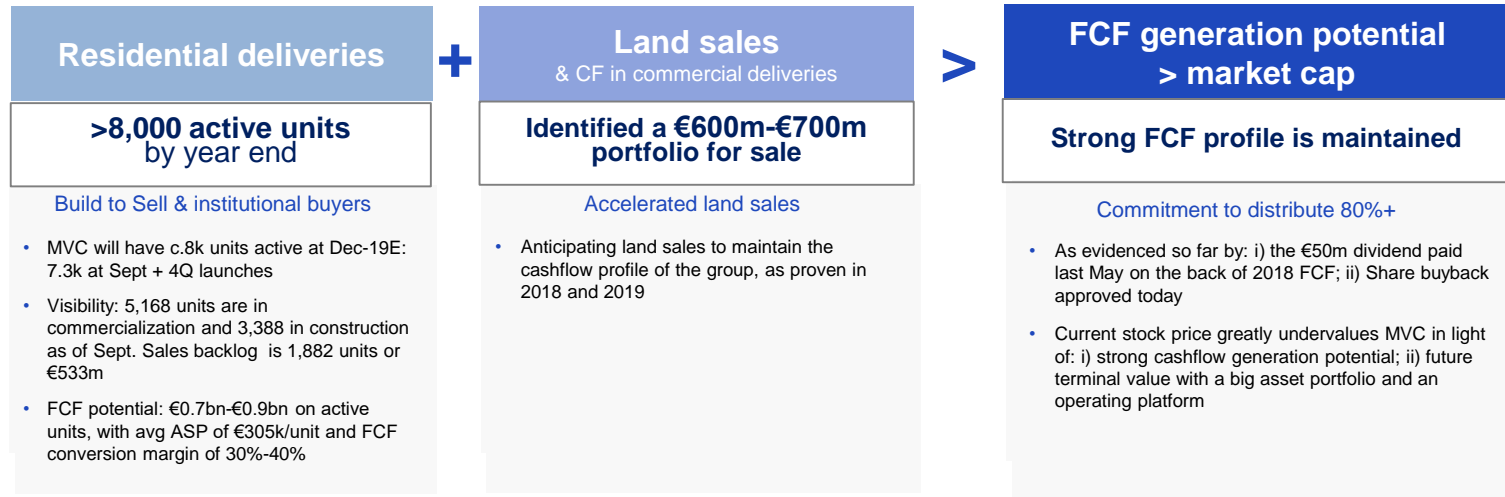 Residential deliveries
>8,000 active units
by year end
Build to Sell & institutional buyers
• MVC will have c.8k units active at Dec-19E:
7.3k at Sept + 4Q launches
• Visibility: 5,168 units are in
commercialization and 3,388 in construction
as of Sept. Sales backlog is 1,882 units or
€533m
• FCF potential: €0.7bn-€0.9bn on active
units, with avg ASP of €305k/unit and FCF
conversion margin of 30%-40%
+
Land sales
& CF in commercial deliveries
Identified a €600m-€700m
portfolio for sale
Accelerated land sales
• Anticipating land sales to maintain the
cashflow profile of the group, as proven in
2018 and 2019
>
FCF generation potential
> market cap
Strong FCF profile is maintained
Commitment to distribute 80%+
• As evidenced so far by: i) the €50m dividend paid
last May on the back of 2018 FCF; ii) Share buyback
approved today
• Current stock price greatly undervalues MVC in light
of: i) strong cashflow generation potential; ii) future
terminal value with a big asset portfolio and an
operating platform